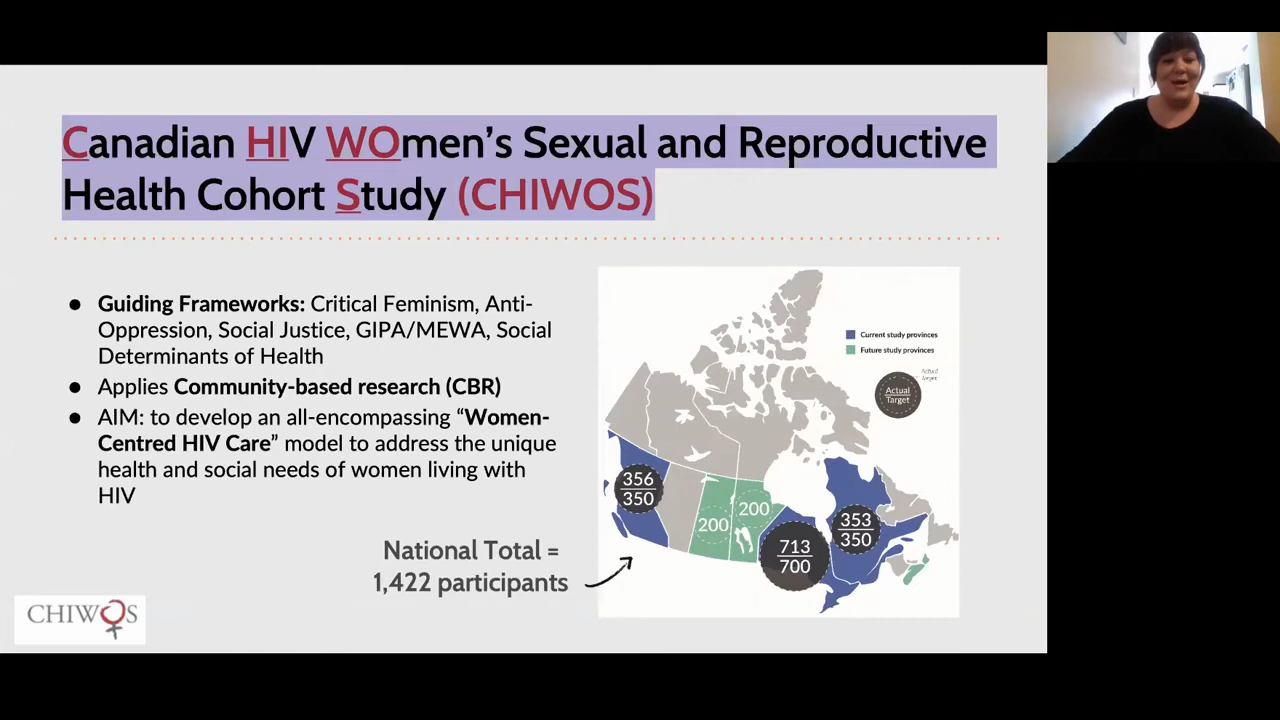 Canadian HIV WOmen's Sexual and Reproductive
Health Cohort Study (CHIWOS)
● Guiding Frameworks: Critical Feminism, Anti-
Oppression, Social Justice, GIPA/MEWA, Social
Determinants of Health
● Applies Community-based research (CBR)
● AIM: to develop an all-encompassing “Women-
Centred HIV Care” model to address the unique
health and social needs of women living with
HIV
National Total =
1,422 participants
CHIWOS
Current study provinces
Future study provinces
Actual
Target
Actual
Target
356
350
200
200
713
700
353
350